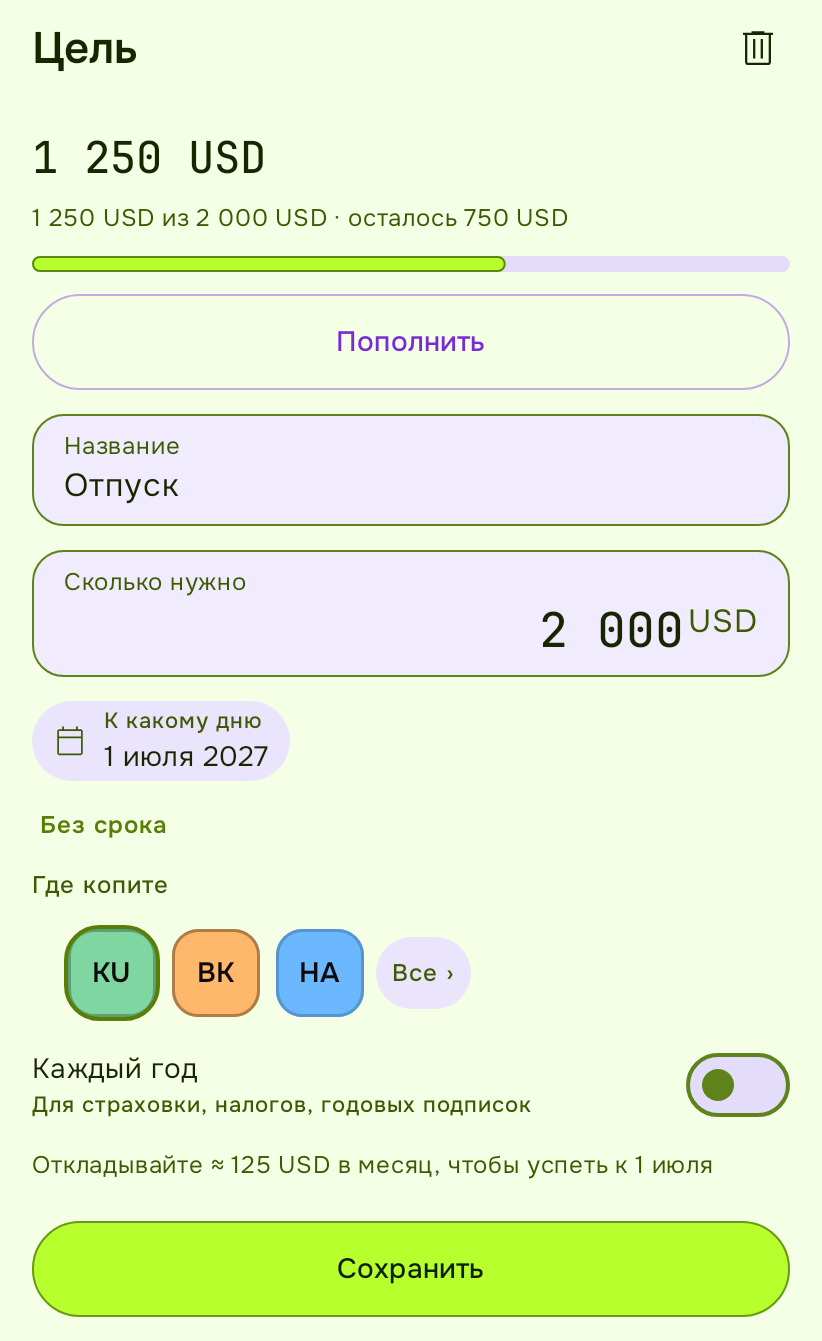 Цель
1 250 USD
1 250 USD из 2 000 USD · осталось 750 USD
Пополнить
Название
Отпуск
Сколько нужно
2 000 USD
К какому дню
1 июля 2027
Без срока
Где копите
KU ВК НА Все ›
Каждый год
Для страховки, налогов, годовых подписок
Откладывайте ≈ 125 USD в месяц, чтобы успеть к 1 июля
Сохранить